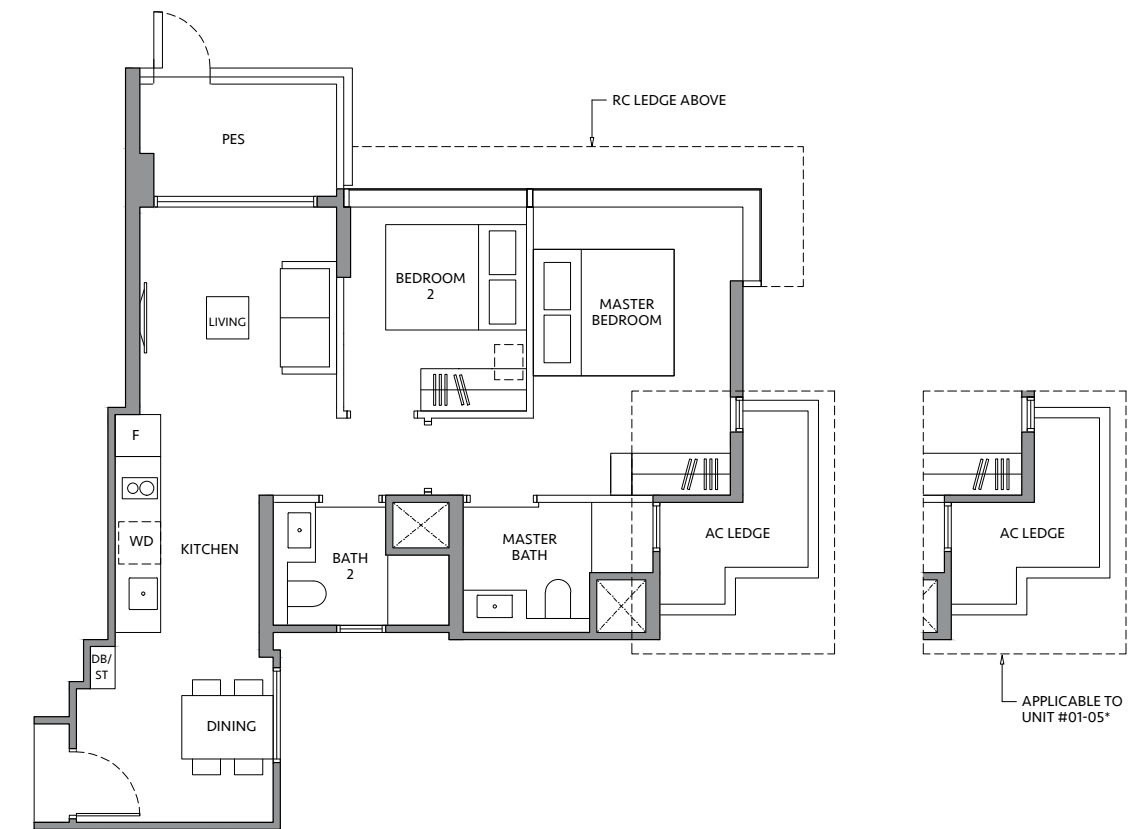 RC LEDGE ABOVE
PES
BEDROOM
2
MASTER
BEDROOM
LIVING
F
WD
KITCHEN
BATH
2
MASTER
BATH
AC LEDGE
AC LEDGE
DB/
ST
DINING
APPLICABLE TO
UNIT #01-05*